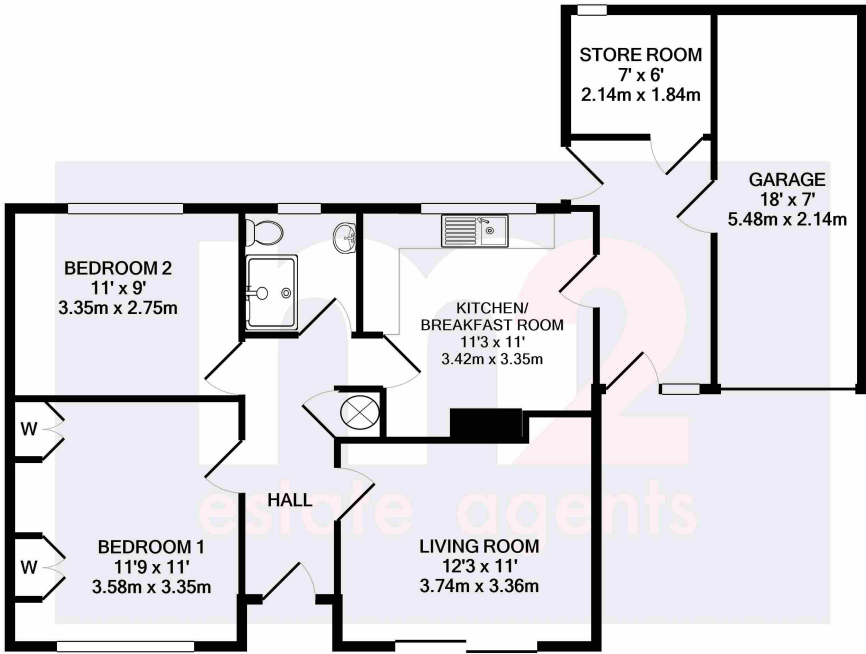 STORE ROOM
7' x 6'
2.14m x 1.84m
GARAGE
18' x 7'
5.48m x 2.14m
BEDROOM 2
11' x 9'
3.35m x 2.75m
KITCHEN/
BREAKFAST ROOM
11'3 x 11'
3.42m x 3.35m
W
HALL
W
BEDROOM 1
11'9 x 11'
3.58m x 3.35m
LIVING ROOM
12'3 x 11'
3.74m x 3.36m
m2
estate agents